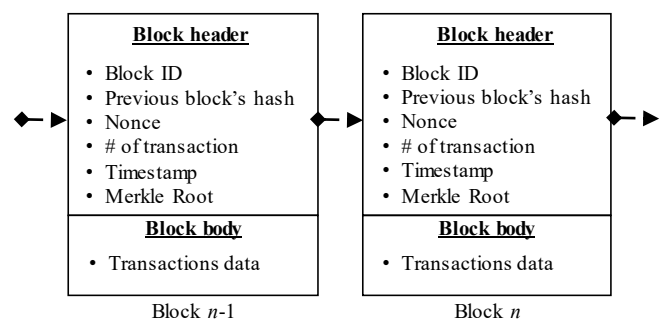 Block header
• Block ID
• Previous block's hash
• Nonce
• # of transaction
• Timestamp
• Merkle Root
Block body
• Transactions data
Block n-1
Block header
• Block ID
• Previous block's hash
• Nonce
• # of transaction
• Timestamp
• Merkle Root
Block body
• Transactions data
Block n